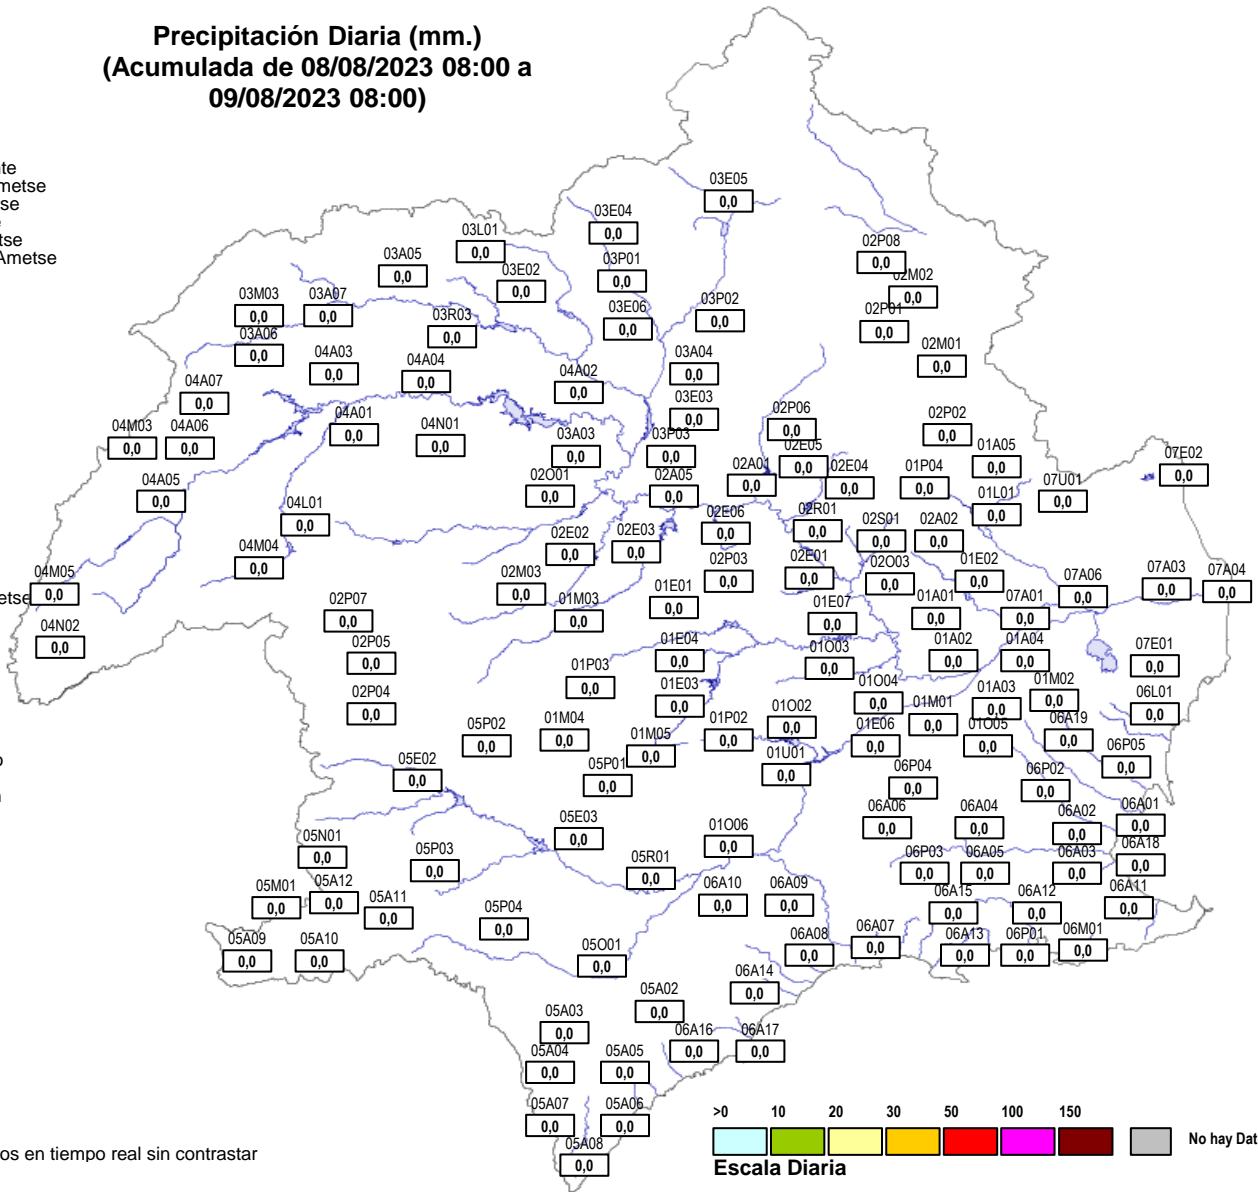 Precipitación Diaria (mm.)
(Acumulada de 08/08/2023 08:00 a
09/08/2023 08:00)
03E05
0,0
03E04
0,0
03L01
0,0
02P08
0,0
03A05
0,0
03P01
0,0
03E02
0,0
02M02
0,0
03M03
0,0
03A07
0,0
03P02
0,0
03E06
0,0
02P01
0,0
03R03
0,0
03A06
0,0
02M01
0,0
04A03
0,0
03A04
0,0
04A04
0,0
04A02
0,0
04A07
0,0
03E03
0,0
02P06
0,0
04A01
0,0
02P02
0,0
04M03
0,0
04A06
0,0
04N01
0,0
03A03
0,0
03P03
0,0
02E05
0,0
01A05
0,0
07E02
0,0
02A01
0,0
02E04
0,0
01P04
0,0
02O01
0,0
02A05
0,0
07U01
0,0
04A05
0,0
01L01
0,0
04L01
0,0
02R01
0,0
02E06
0,0
02S01
0,0
02A02
0,0
02E02
0,0
02E03
0,0
04M04
0,0
02P03
0,0
02E01
0,0
02O03
0,0
01E02
0,0
07A03
0,0
07A04
0,0
04M05
0,0
02M03
0,0
07A06
0,0
01E01
0,0
02P07
0,0
01M03
0,0
01E07
0,0
01A01
0,0
07A01
0,0
04N02
0,0
02P05
0,0
01E04
0,0
01O03
0,0
01A02
0,0
01A04
0,0
07E01
0,0
01P03
0,0
01E03
0,0
01O04
0,0
01A03
0,0
01M02
0,0
06L01
0,0
02P04
0,0
01M01
0,0
01O02
0,0
05P02
0,0
01M04
0,0
01P02
0,0
01E06
0,0
01O05
0,0
06A19
0,0
01M05
0,0
06P05
0,0
05E02
0,0
05P01
0,0
01U01
0,0
06P04
0,0
06P02
0,0
06A06
0,0
06A04
0,0
06A02
0,0
06A01
0,0
05E03
0,0
01O06
0,0
05N01
0,0
05P03
0,0
05R01
0,0
06P03
0,0
06A05
0,0
06A03
0,0
06A18
0,0
05M01
0,0
05A12
0,0
05A11
0,0
06A10
0,0
06A09
0,0
06A15
0,0
06A12
0,0
06A11
0,0
05P04
0,0
05A09
0,0
05A10
0,0
05O01
0,0
06A08
0,0
06A07
0,0
06A13
0,0
06P01
0,0
06M01
0,0
06A14
0,0
05A02
0,0
05A03
0,0
06A16
0,0
06A17
0,0
05A04
0,0
05A05
0,0
05A07
0,0
05A06
0,0
05A08
0,0
>0 10 20 30 50 100 150
No hay Dat
Escala Diaria
os en tiempo real sin contrastar